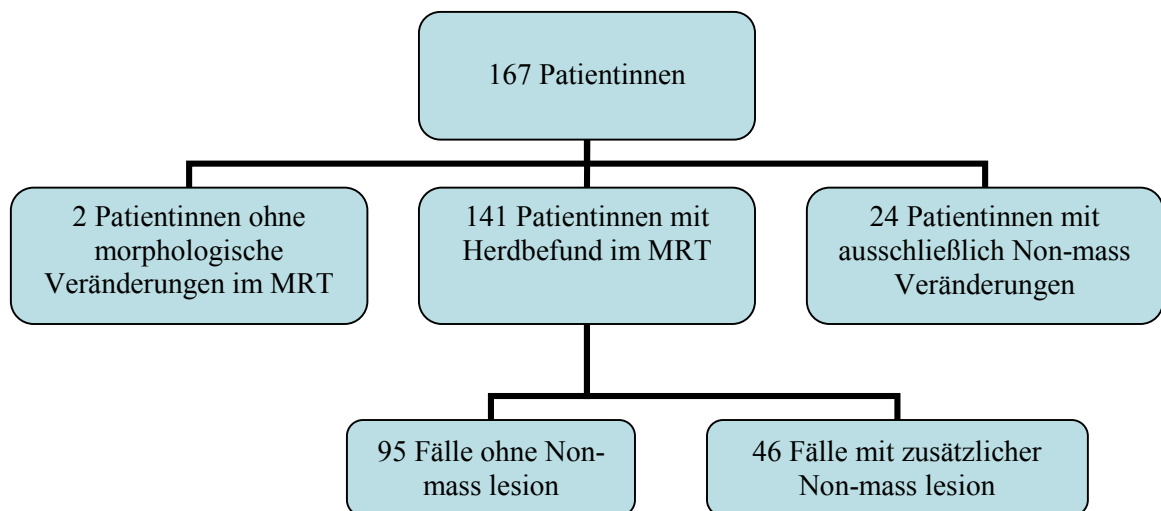 167 Patientinnen
2 Patientinnen ohne
morphologische
Veränderungen im MRT
141 Patientinnen mit
Herdbefund im MRT
24 Patientinnen mit
ausschließlich Non-mass
Veränderungen
95 Fälle ohne Non-
mass lesion
46 Fälle mit zusätzlicher
Non-mass lesion